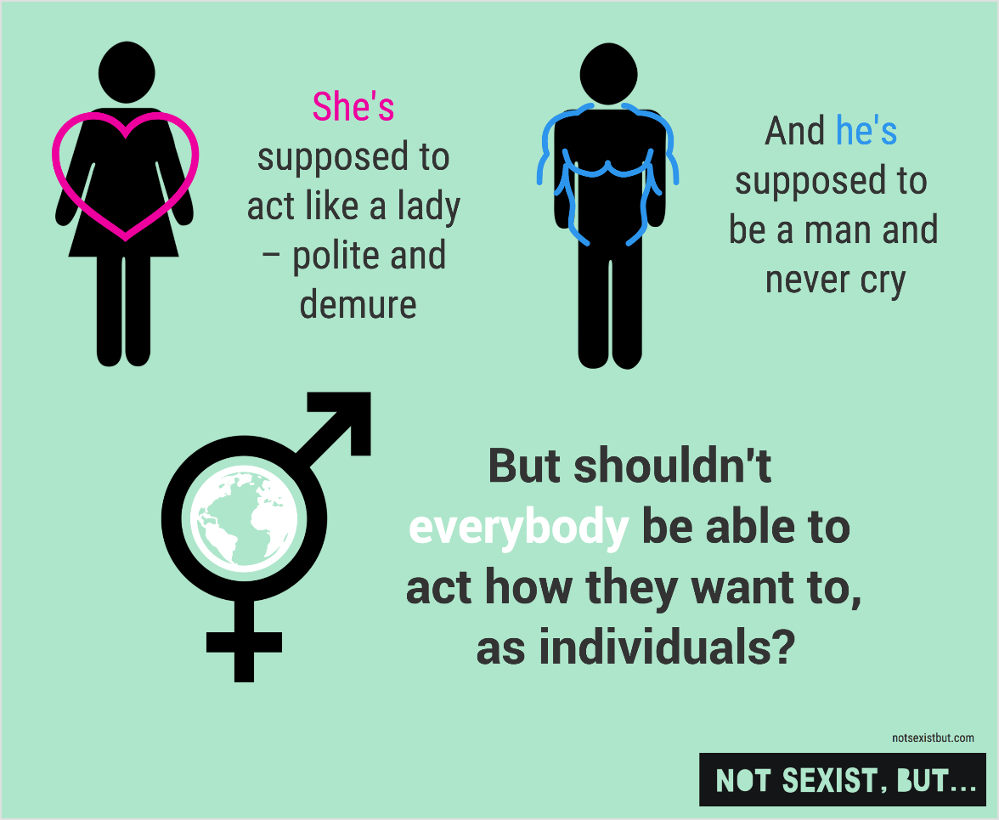 She's
supposed to
act like a lady
– polite and
demure
And he's
supposed to
be a man and
never cry
But shouldn't
everybody be able to
act how they want to,
as individuals?
notsexistbut.com
NOT SEXIST, BUT...